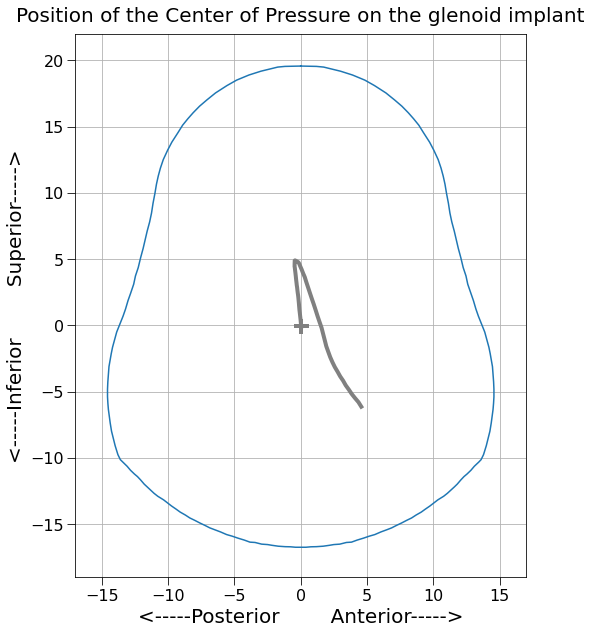 Position of the Center of Pressure on the glenoid implant
20
15
10
5
0
−5
−10
−15
<-----Inferior Superior----->
−15 −10 −5 0 5 10 15
<-----Posterior Anterior----->